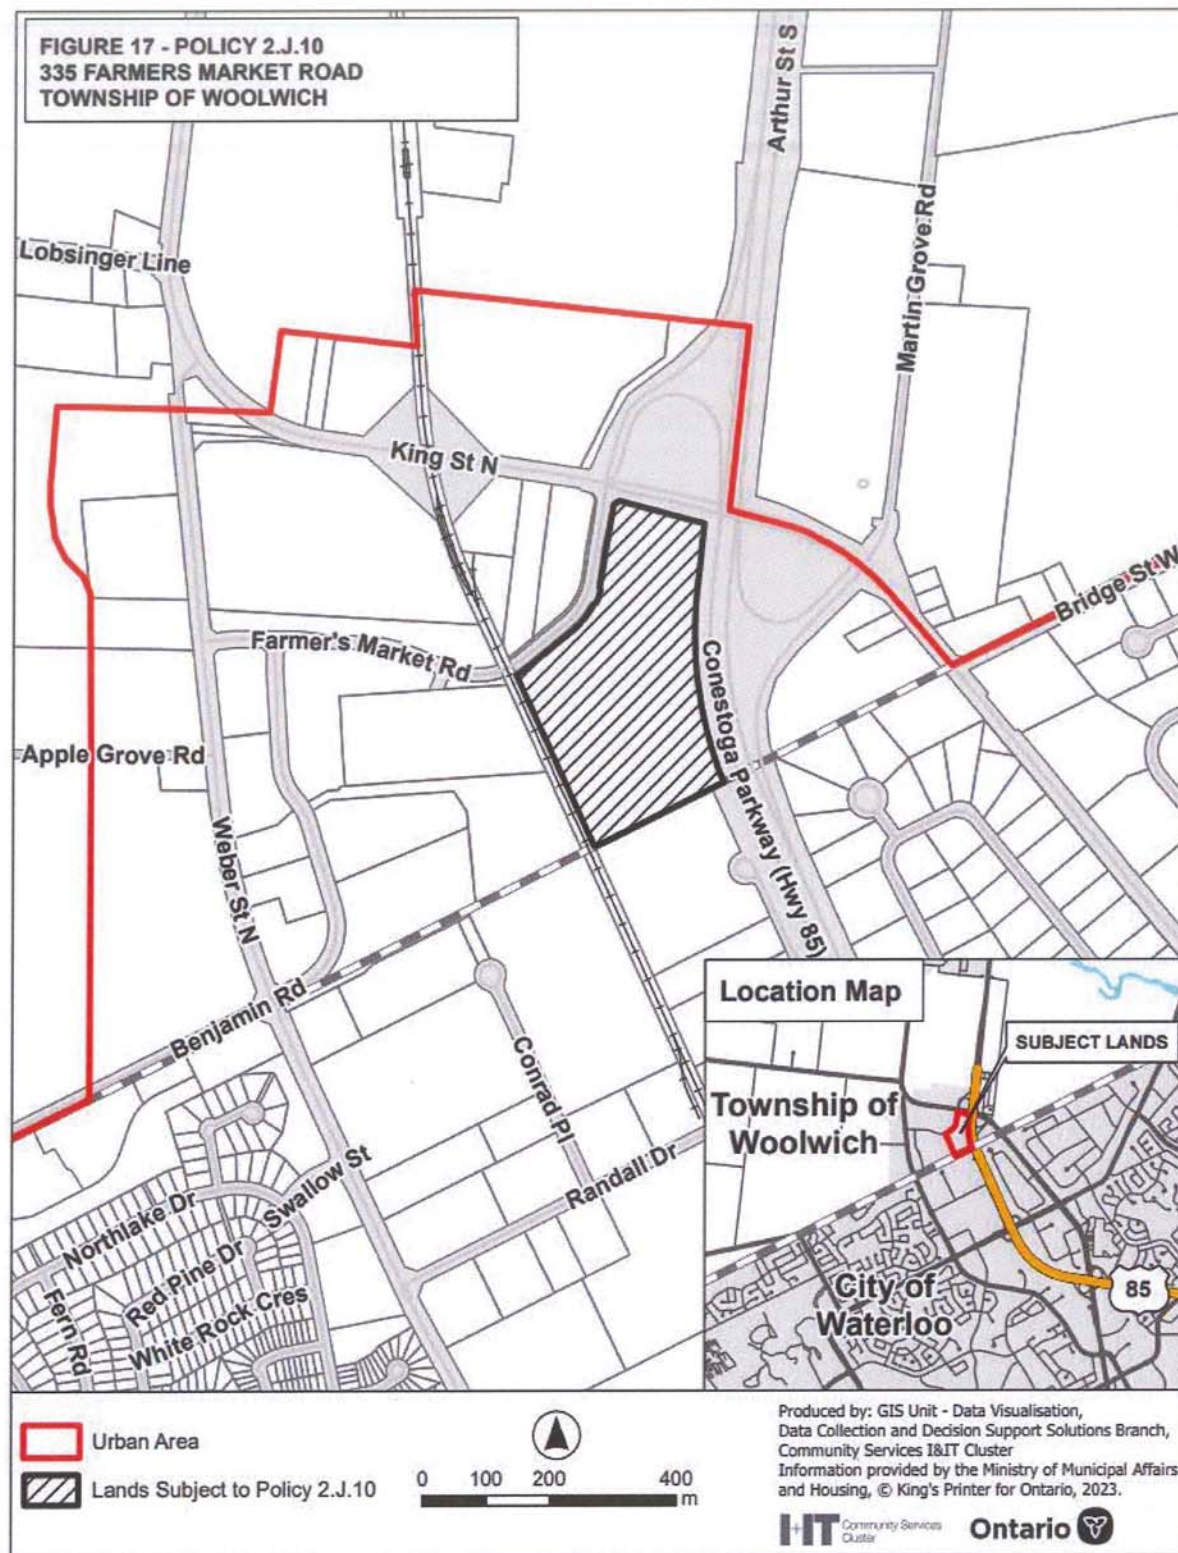 FIGURE 17 - POLICY 2.J.10
335 FARMERS MARKET ROAD
TOWNSHIP OF WOOLWICH
Arthur St S
Martin Grove Rd
Lobsinger Line
King St N
Bridge St W
Farmer's Market Rd
Conestoga Parkway (Hwy 85)
Apple Grove Rd
Weber St N
Benjamin Rd
Conrad Pl
Randall Dr
Swallow St
Northlake Dr
Red Pine Dr
White Rock Cres
Fern Rd
Location Map
SUBJECT LANDS
Township of
Woolwich
City of
Waterloo
85
Urban Area
Lands Subject to Policy 2.J.10
0 100 200 400
m
Produced by: GIS Unit - Data Visualisation,
Data Collection and Decision Support Solutions Branch,
Community Services I&IT Cluster
Information provided by the Ministry of Municipal Affairs
and Housing, © King's Printer for Ontario, 2023.
I+IT Community Services
Cluster
Ontario